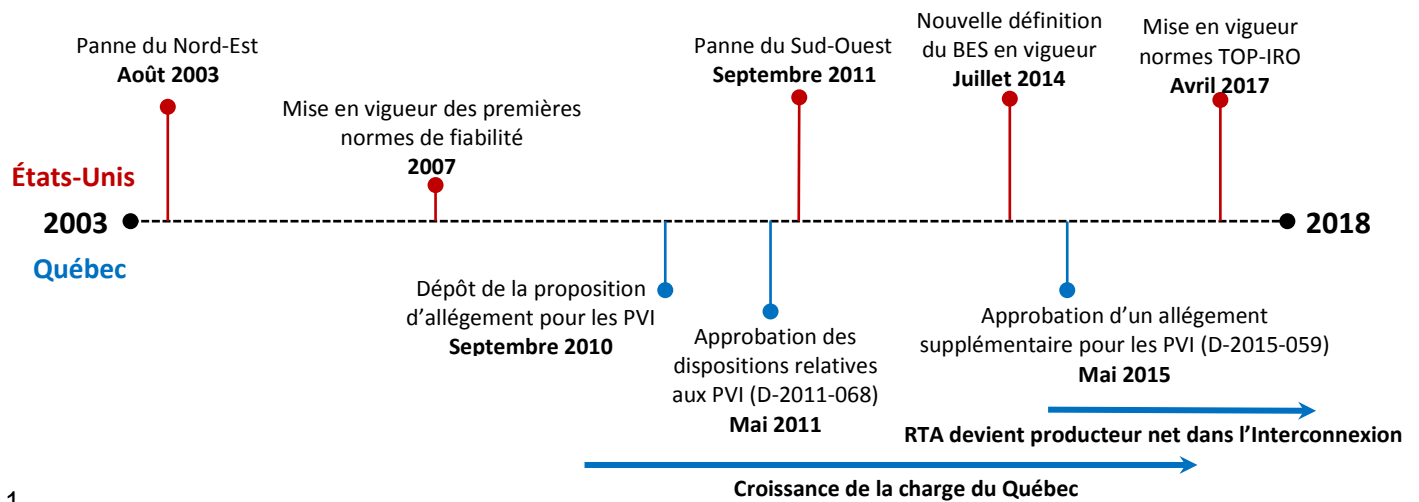 Panne du Nord-Est
Août 2003
Mise en vigueur des premières
normes de fiabilité
2007
Panne du Sud-Ouest
Septembre 2011
Nouvelle définition
du BES en vigueur
Juillet 2014
Mise en vigueur
normes TOP-IRO
Avril 2017
États-Unis
2003
2018
Québec
Dépôt de la proposition
d’allégement pour les PVI
Septembre 2010
Approbation des
dispositions relatives
aux PVI (D-2011-068)
Mai 2011
Approbation d’un allégement
supplémentaire pour les PVI (D-2015-059)
Mai 2015
RTA devient producteur net dans l’Interconnexion
Croissance de la charge du Québec
1